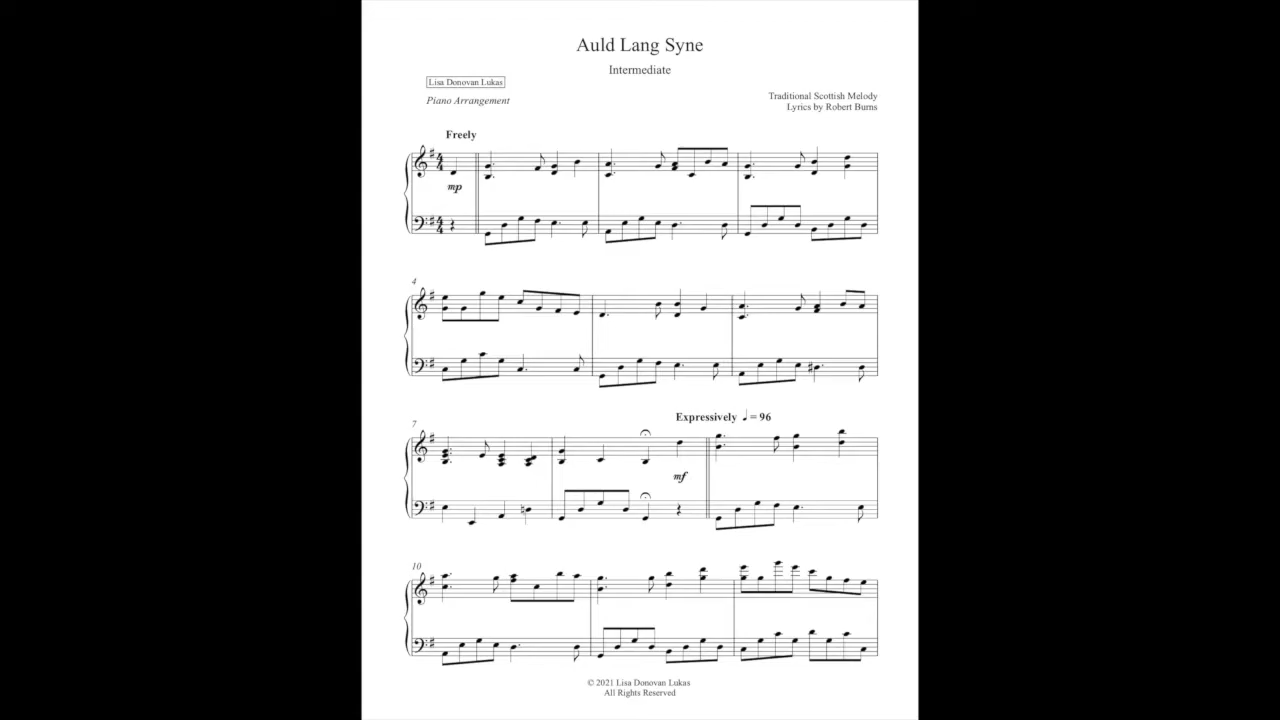 Auld Lang Syne
Intermediate
Lisa Donovan Lukas
Piano Arrangement
Traditional Scottish Melody
Lyrics by Robert Burns
Freely
mp
4
7
Expressively ♩ = 96
mf
10
© 2021 Lisa Donovan Lukas
All Rights Reserved